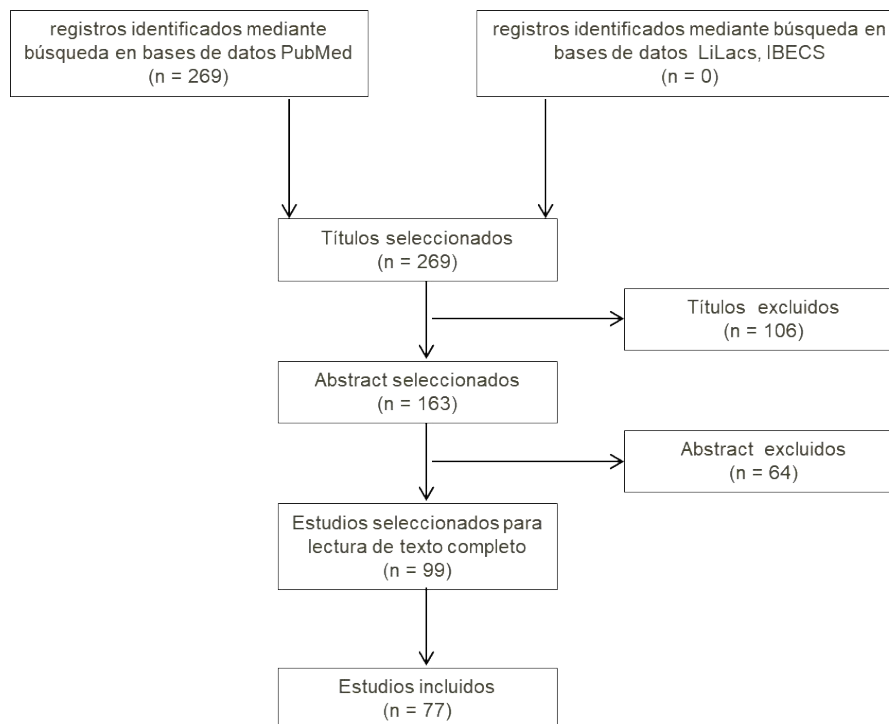 registros identificados mediante
búsqueda en bases de datos PubMed
(n = 269)
registros identificados mediante búsqueda en
bases de datos LiLacs, IBECS
(n = 0)
Títulos seleccionados
(n = 269)
Títulos excluidos
(n = 106)
Abstract seleccionados
(n = 163)
Abstract excluidos
(n = 64)
Estudios seleccionados para
lectura de texto completo
(n = 99)
Estudios incluidos
(n = 77)